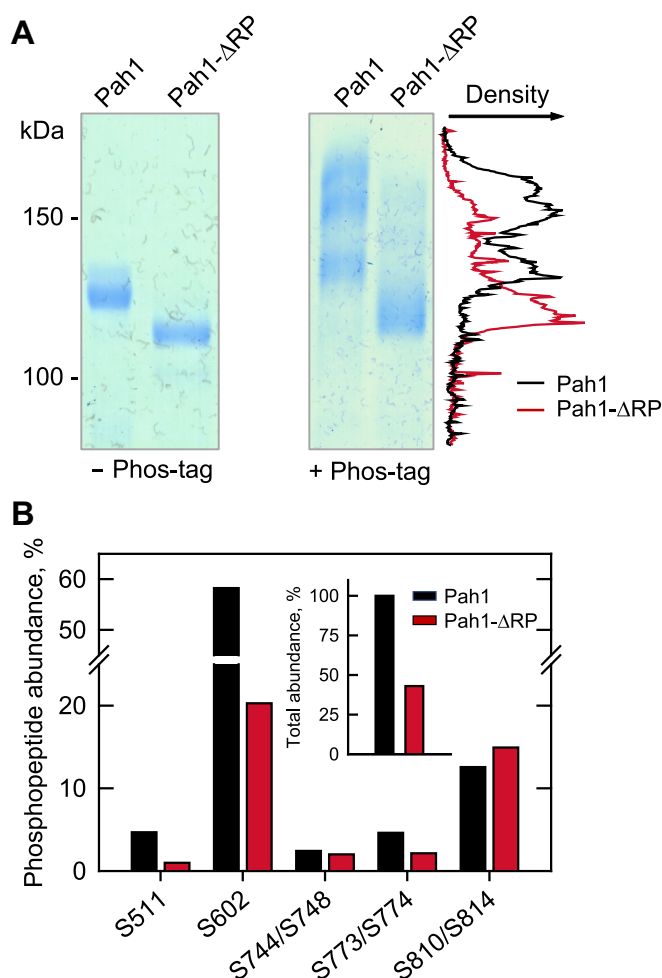 A
Pah1
Pah1-ΔRP
Pah1
Pah1-ΔRP
Density
kDa
150 -
100 -
Pah1
Pah1-ΔRP
– Phos-tag
+ Phos-tag
B
Phosphopeptide abundance, %
60
50
20
10
0
Total abundance, %
100
75
50
25
0
Pah1
Pah1-ΔRP
S511
S602
S744/S748
S773/S774
S810/S814